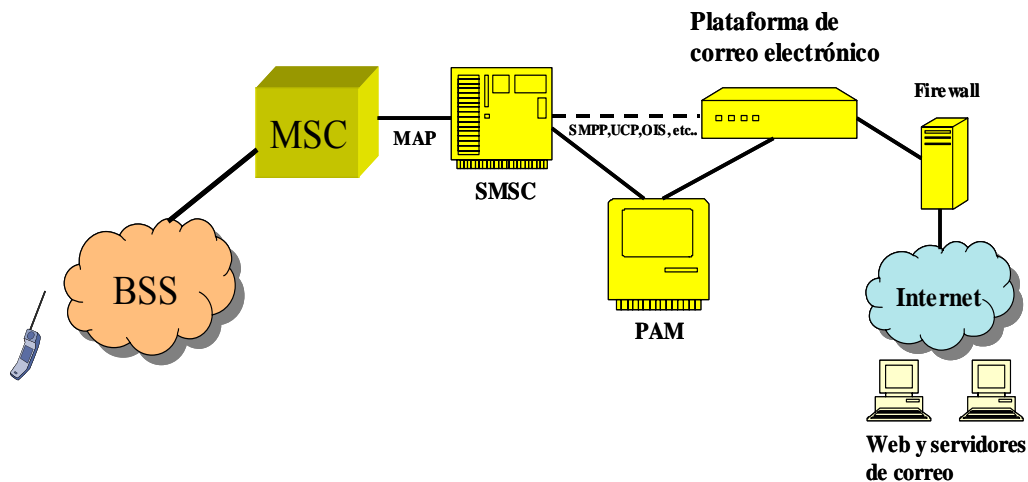 Plataforma de
correo electrónico
Firewall
MSC
MAP
SMPP,UCP,OIS, etc..
SMSC
BSS
Internet
PAM
Web y servidores
de correo